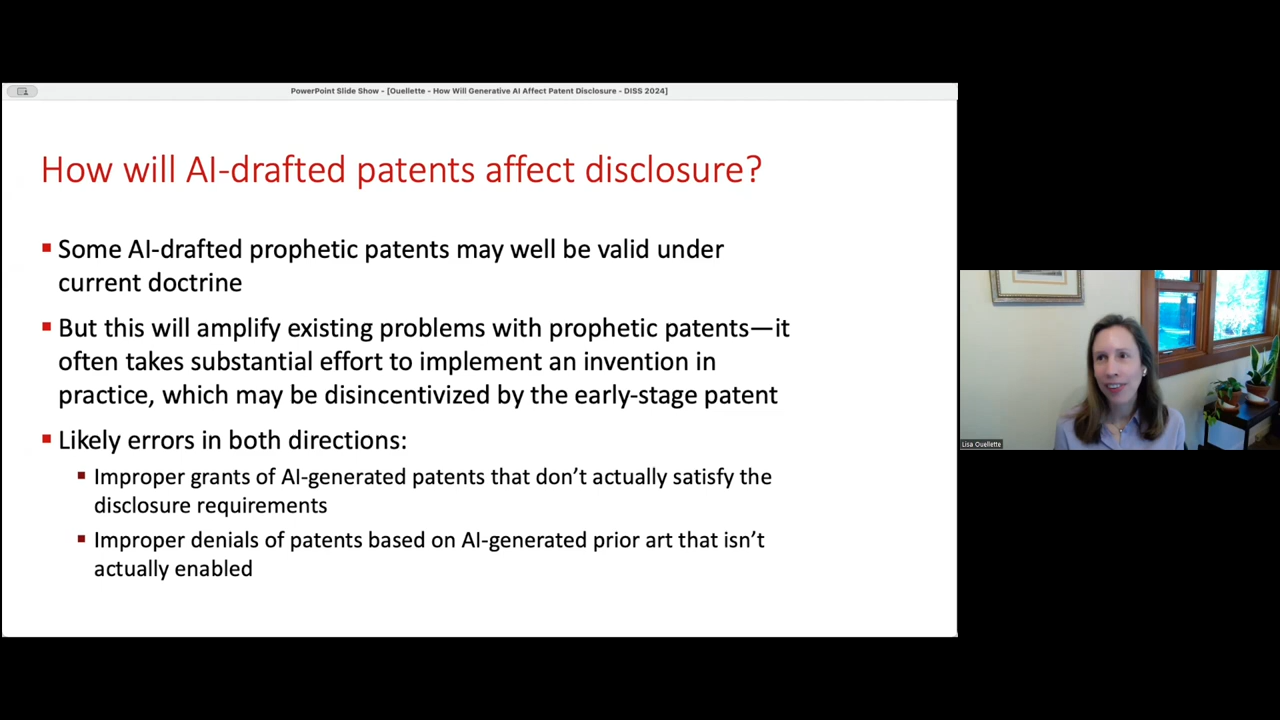 PowerPoint Slide Show - [Ouellette - How Will Generative AI Affect Patent Disclosure - DISS 2024]
How will AI-drafted patents affect disclosure?
Some AI-drafted prophetic patents may well be valid under
current doctrine
But this will amplify existing problems with prophetic patents—it
often takes substantial effort to implement an invention in
practice, which may be disincentivized by the early-stage patent
Likely errors in both directions:
Improper grants of AI-generated patents that don’t actually satisfy the
disclosure requirements
Improper denials of patents based on AI-generated prior art that isn’t
actually enabled
Lisa Ouellette